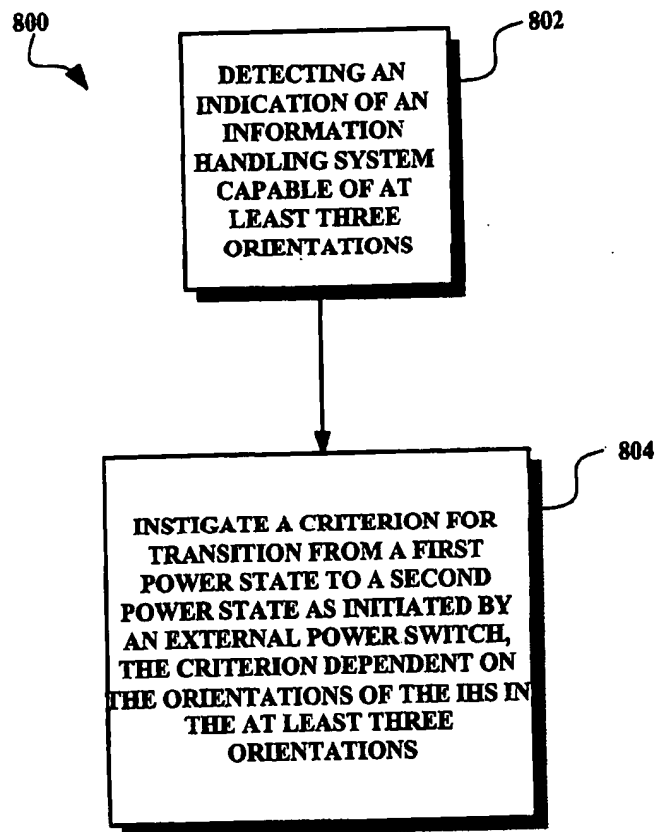 800
802
DETECTING AN
INDICATION OF AN
INFORMATION
HANDLING SYSTEM
CAPABLE OF AT
LEAST THREE
ORIENTATIONS
804
INSTIGATE A CRITERION FOR
TRANSITION FROM A FIRST
POWER STATE TO A SECOND
POWER STATE AS INITIATED BY
AN EXTERNAL POWER SWITCH,
THE CRITERION DEPENDENT ON
THE ORIENTATIONS OF THE IHS IN
THE AT LEAST THREE
ORIENTATIONS